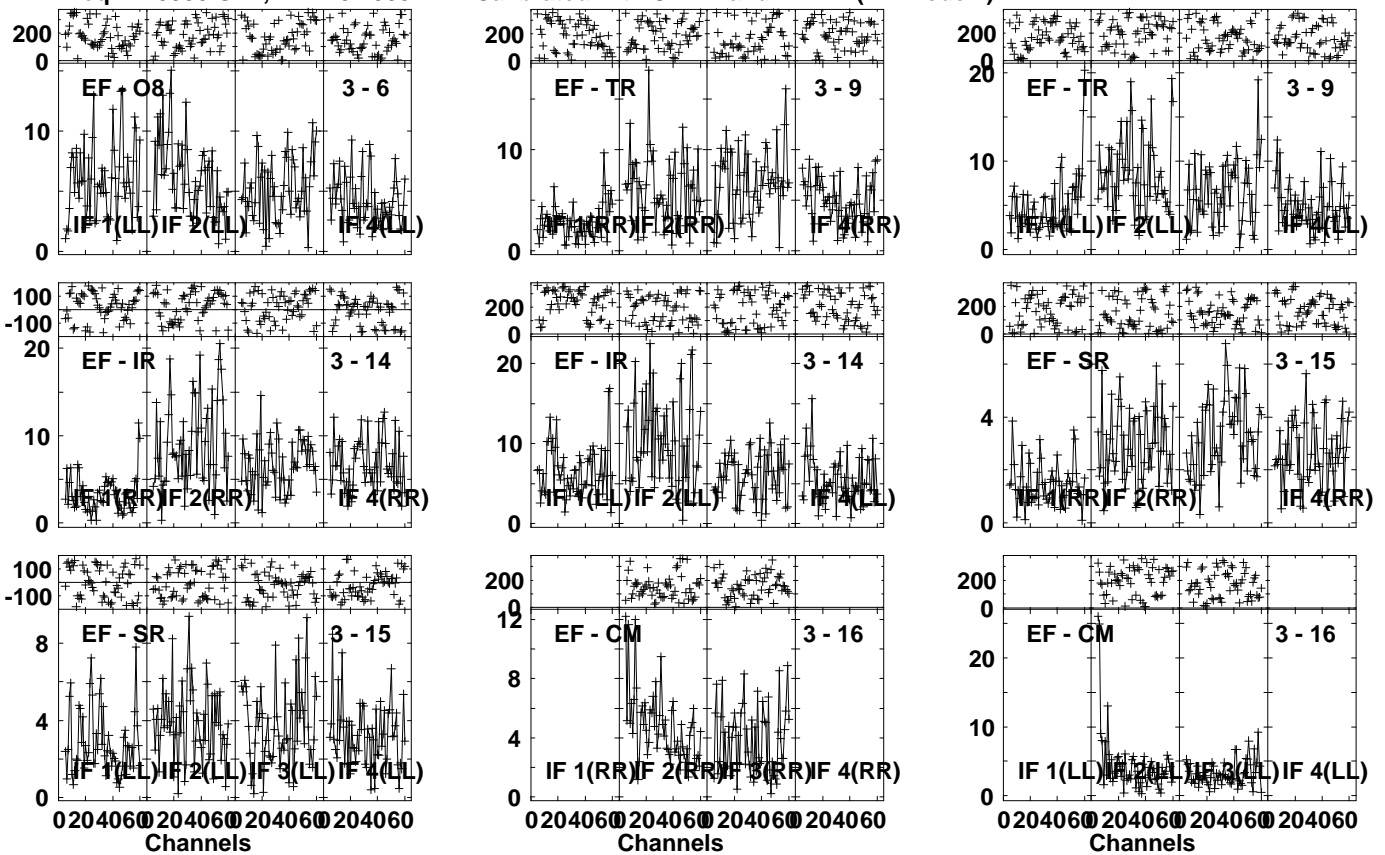 200
0
EF - O8 3 - 6
10
0
IF 1(LL) IF 2(LL) IF 4(LL)
200
0
EF - TR 3 - 9
10
0
IF 1(RR) IF 2(RR) IF 4(RR)
200
0
EF - TR 3 - 9
20
10
0
IF 1(LL) IF 2(LL) IF 4(LL)
100
-100
EF - IR 3 - 14
20
10
0
IF 1(RR) IF 2(RR) IF 4(RR)
200
0
EF - IR 3 - 14
20
10
0
IF 1(LL) IF 2(LL) IF 4(LL)
200
0
EF - SR 3 - 15
4
0
IF 1(RR) IF 2(RR) IF 4(RR)
100
-100
EF - SR 3 - 15
8
4
0
IF 1(LL) IF 2(LL) IF 3(LL) IF 4(LL)
0 20 40 60 0 20 40 60 0 20 40 60 0 20 40 60
Channels
200
0
EF - CM 3 - 16
12
8
4
0
IF 1(RR) IF 2(RR) IF 3(RR) IF 4(RR)
0 20 40 60 0 20 40 60 0 20 40 60 0 20 40 60
Channels
200
0
EF - CM 3 - 16
20
10
0
IF 1(LL) IF 2(LL) IF 3(LL) IF 4(LL)
0 20 40 60 0 20 40 60 0 20 40 60 0 20 40 60
Channels